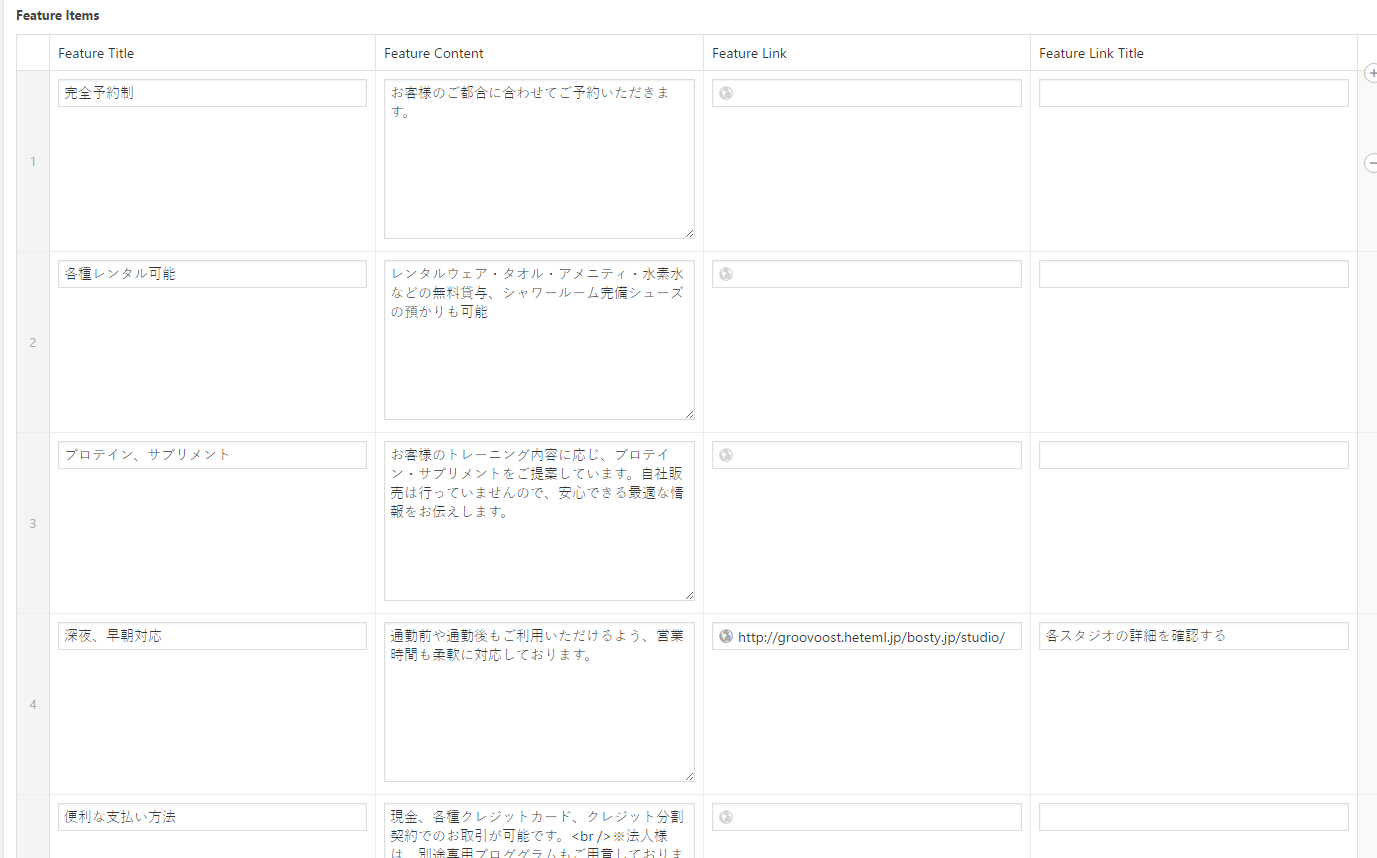 Feature Items
Feature Title Feature Content Feature Link Feature Link Title
1
完全予約制
お客様のご都合に合わせてご予約いただきま
す。
2
各種レンタル可能
レンタルウェア・タオル・アメニティ・水素水
などの無料貸与、シャワールーム完備シューズ
の預かりも可能
3
プロテイン、サプリメント
お客様のトレーニング内容に応じ、プロテイ
ン・サプリメントをご提案しています。自社販
売は行っていませんので、安心できる最適な情
報をお伝えします。
4
深夜、早朝対応
通勤前や通勤後もご利用いただけるよう、営業
時間も柔軟に対応しております。
http://groovoost.heteml.jp/bosty.jp/studio/
各スタジオの詳細を確認する
便利な支払い方法
現金、各種クレジットカード、クレジット分割
契約でのお取引が可能です。<br />※法人様
は、別途専用プログラムもご用意しておりま